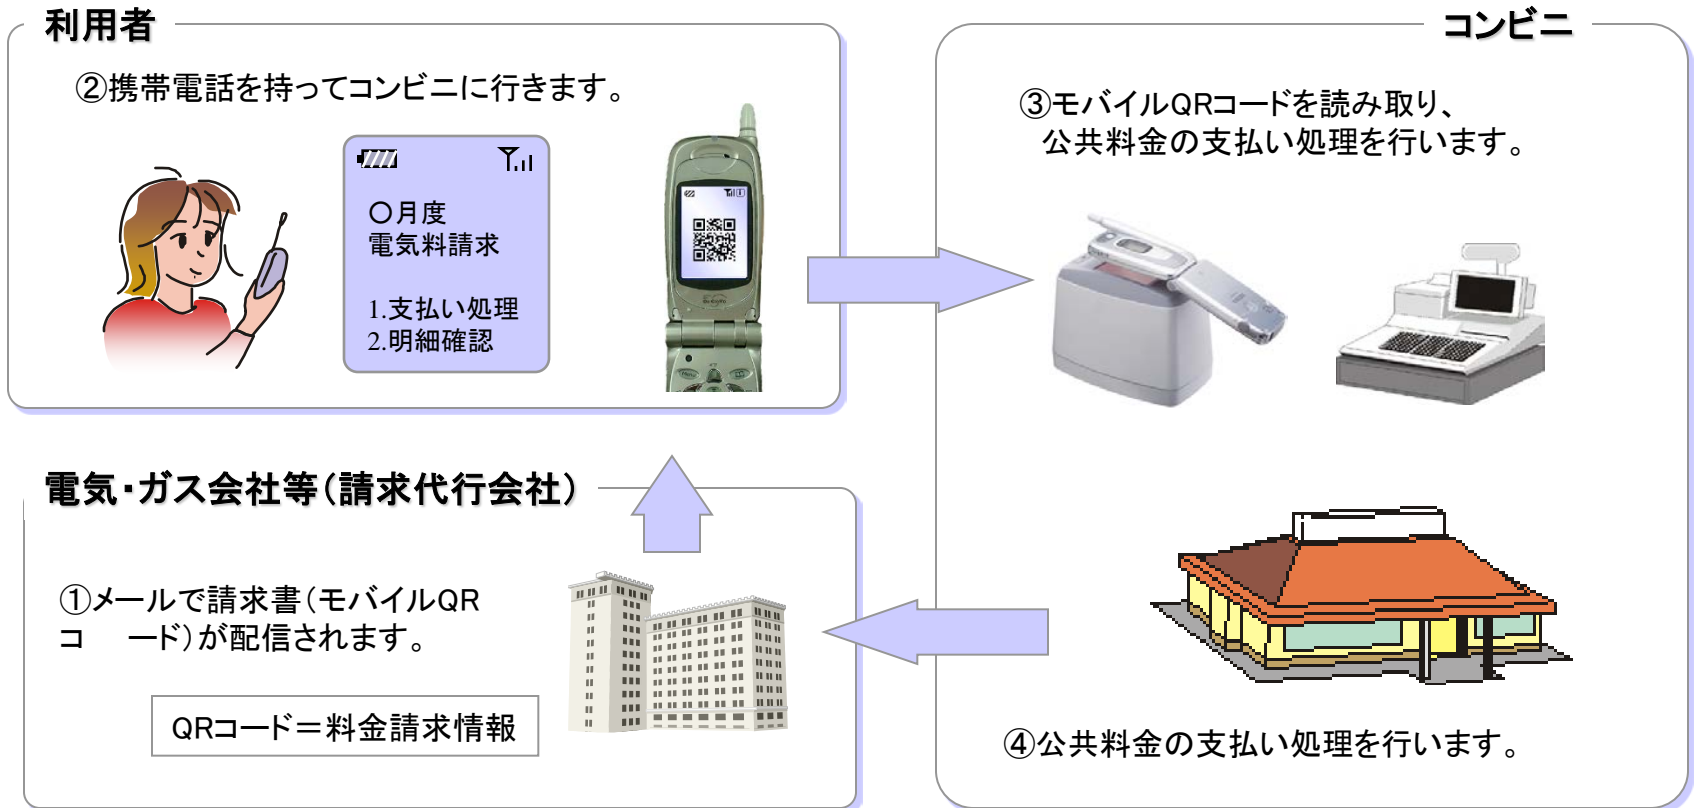 利用者
②携帯電話を持ってコンビニに行きます。
〇月度
電気料請求
1.支払い処理
2.明細確認
コンビニ
③モバイルQRコードを読み取り、
公共料金の支払い処理を行います。
電気・ガス会社等（請求代行会社）
①メールで請求書（モバイルQR
コ　ード）が配信されます。
QRコード＝料金請求情報
④公共料金の支払い処理を行います。